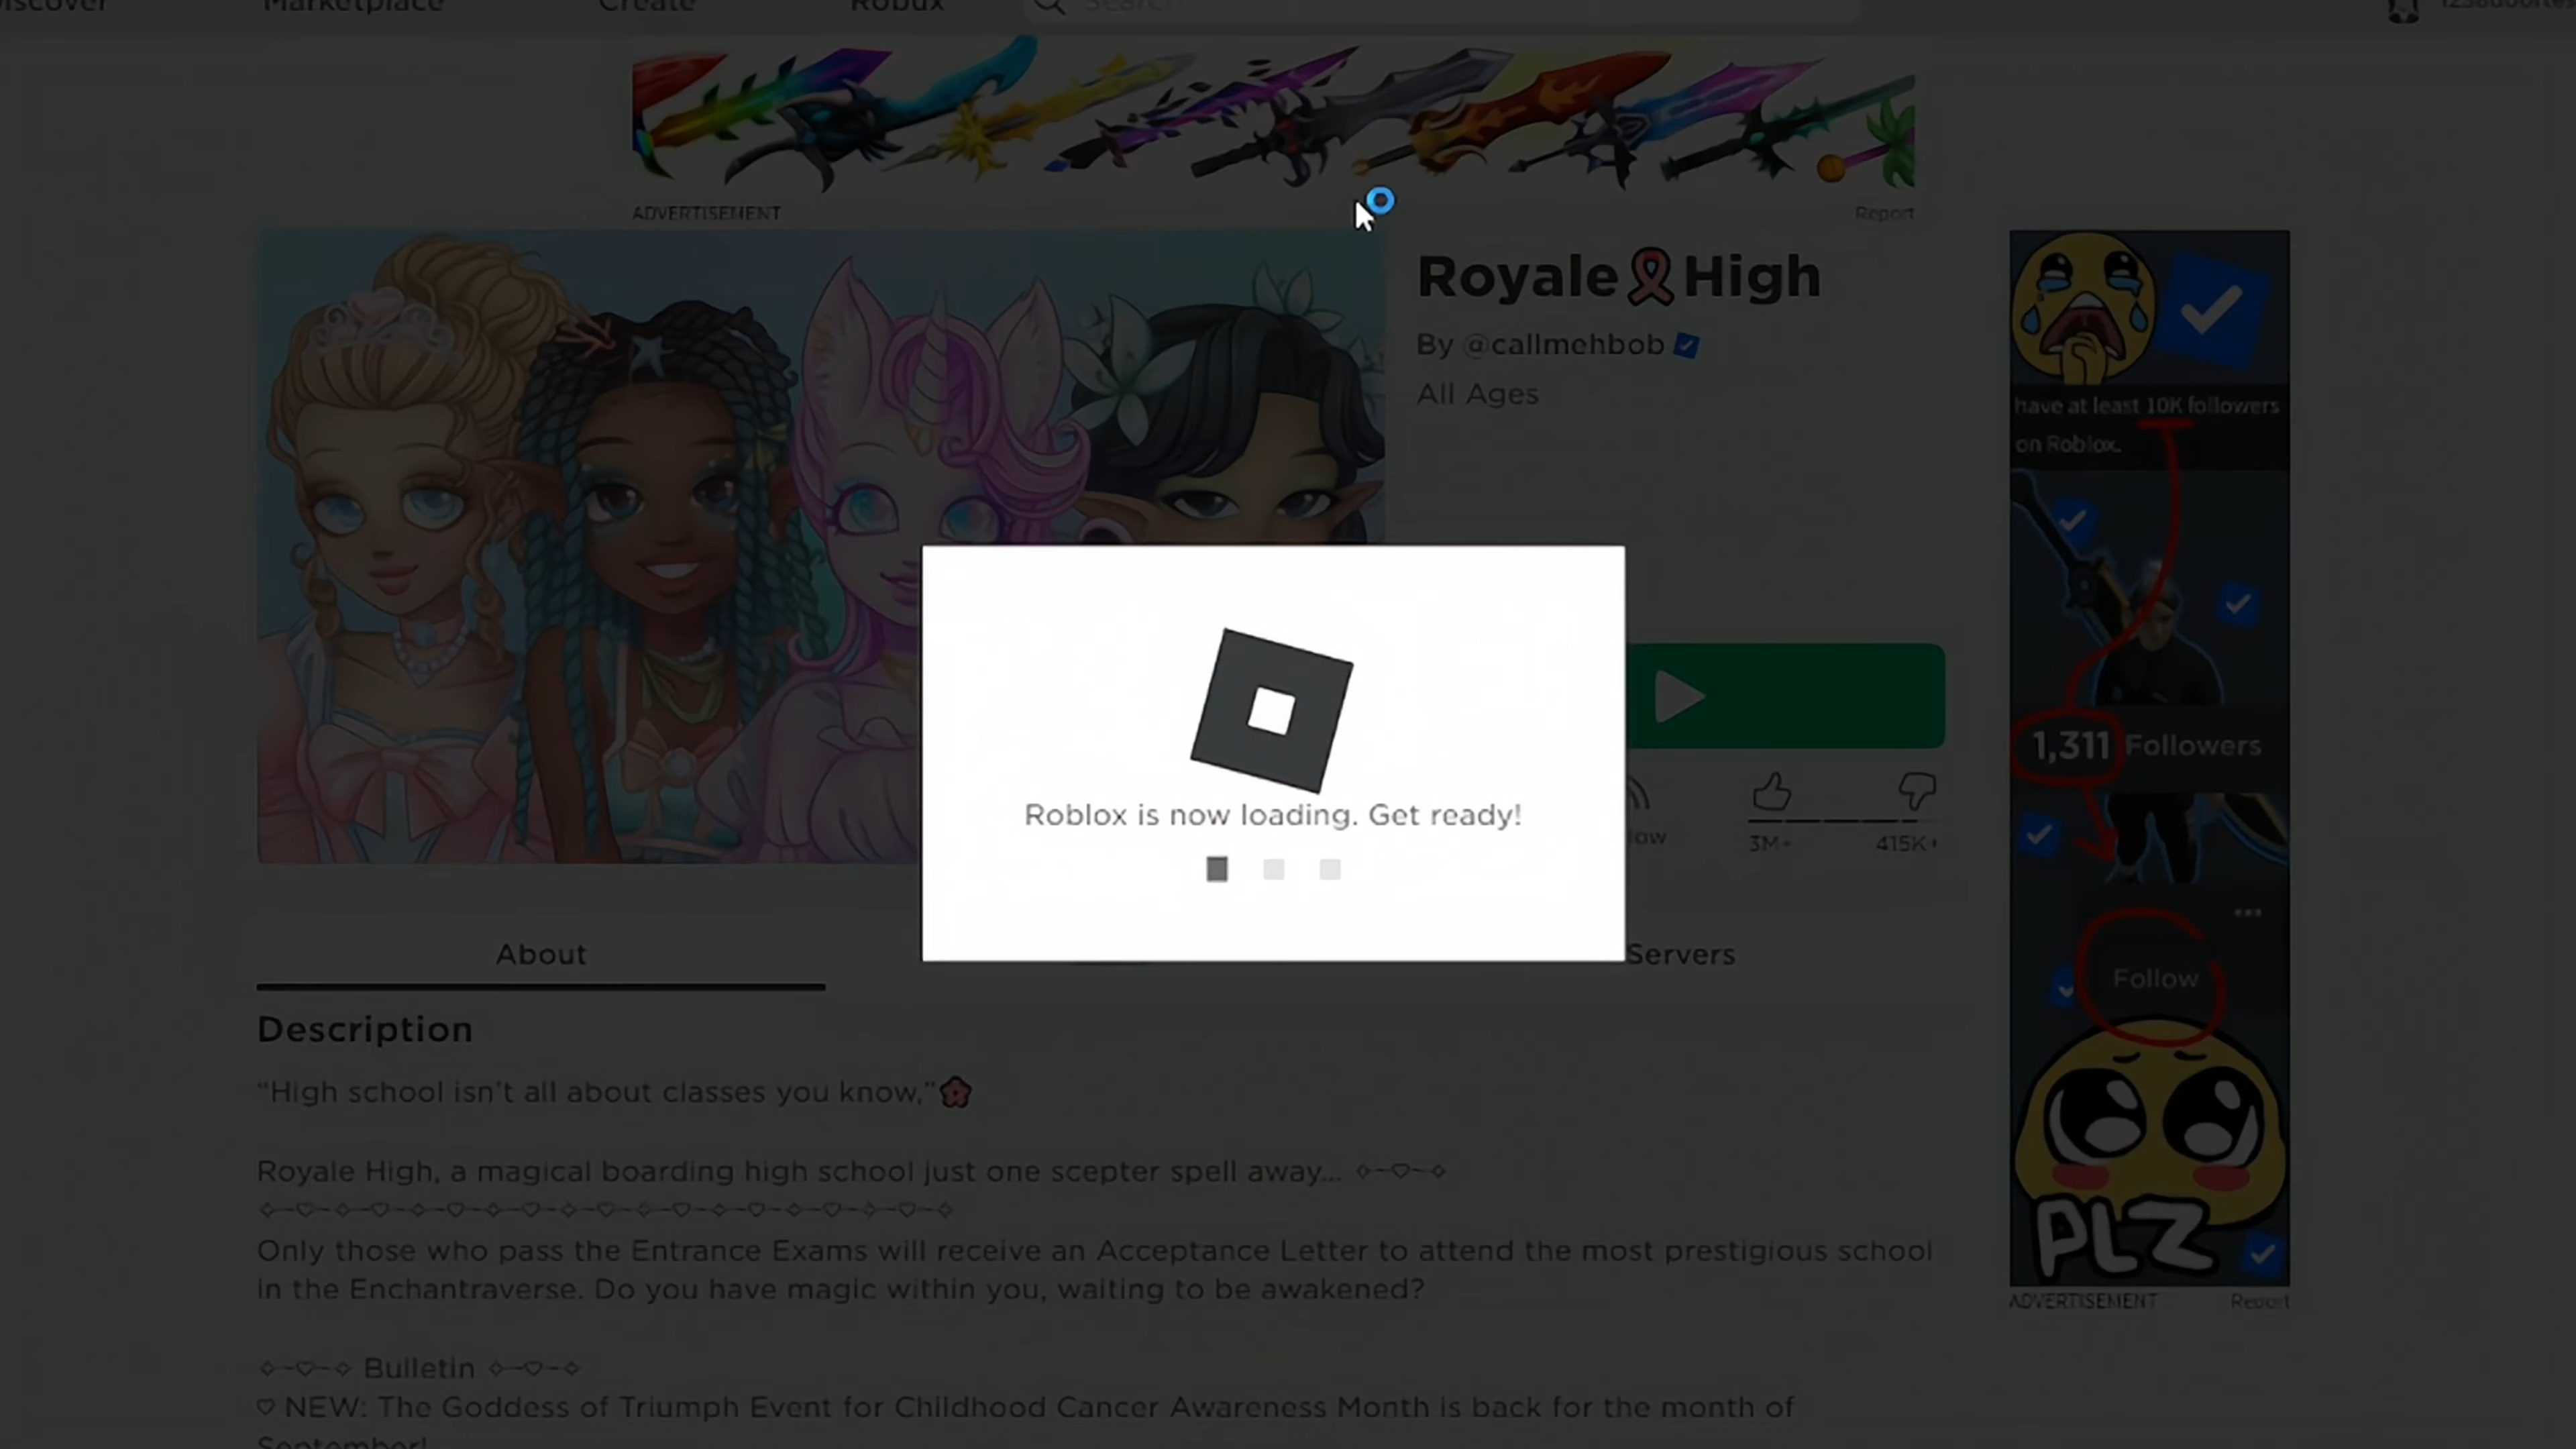 Discover Marketplace Create Robux Search
ADVERTISEMENT Report
Royale High
By @callmehbob
All Ages
have at least 10K followers
on Roblox.
1,311 Followers
Roblox is now loading. Get ready!
3M+ 415K+
Follow
PLZ
ADVERTISEMENT Report
About Servers
Description
“High school isn’t all about classes you know,”
Royale High, a magical boarding high school just one scepter spell away...
Only those who pass the Entrance Exams will receive an Acceptance Letter to attend the most prestigious school
in the Enchantraverse. Do you have magic within you, waiting to be awakened?
Bulletin
♡ NEW: The Goddess of Triumph Event for Childhood Cancer Awareness Month is back for the month of
September!